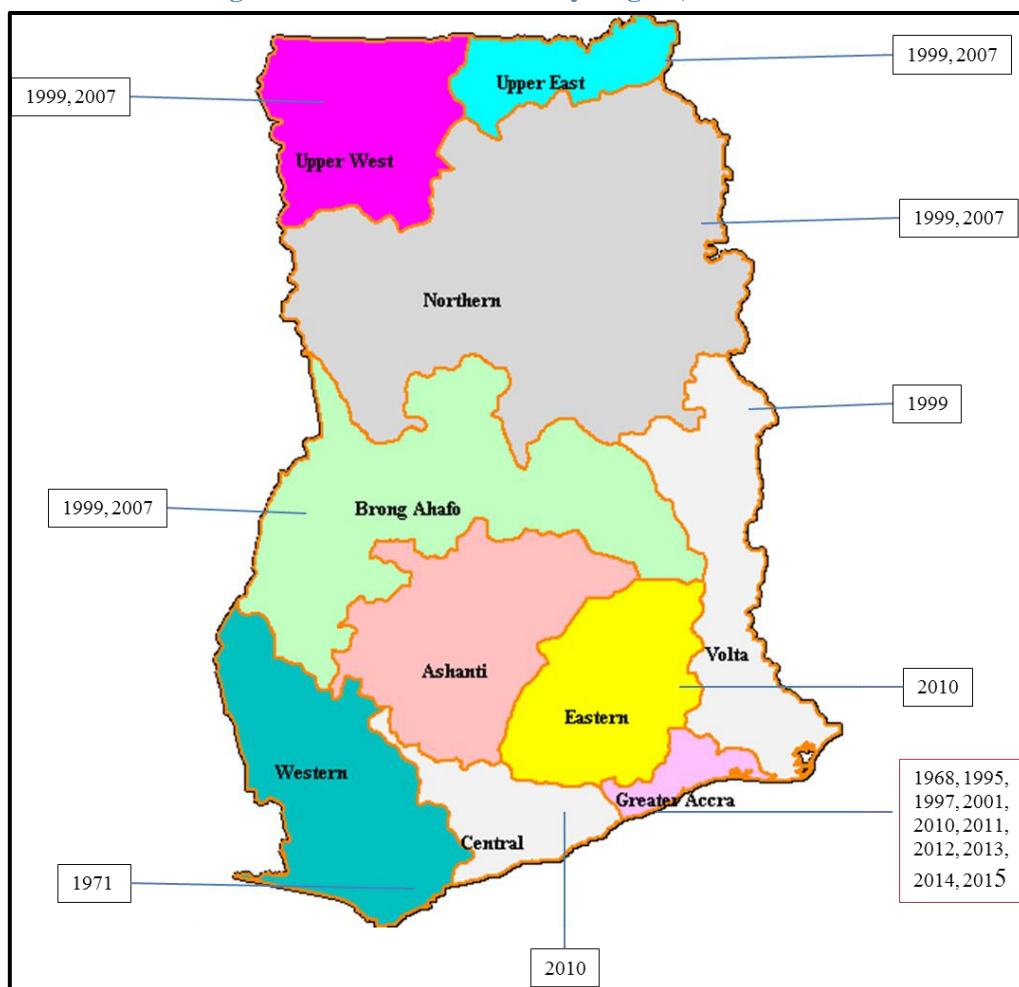 1999, 2007
Upper East
1999, 2007
Upper West
1999, 2007
Northern
1999
1999, 2007
Brong Ahafo
Ashanti
Volta
2010
Eastern
Western
Greater Accra
1968, 1995,
1997, 2001,
2010, 2011,
2012, 2013,
2014, 2015
Central
1971
2010